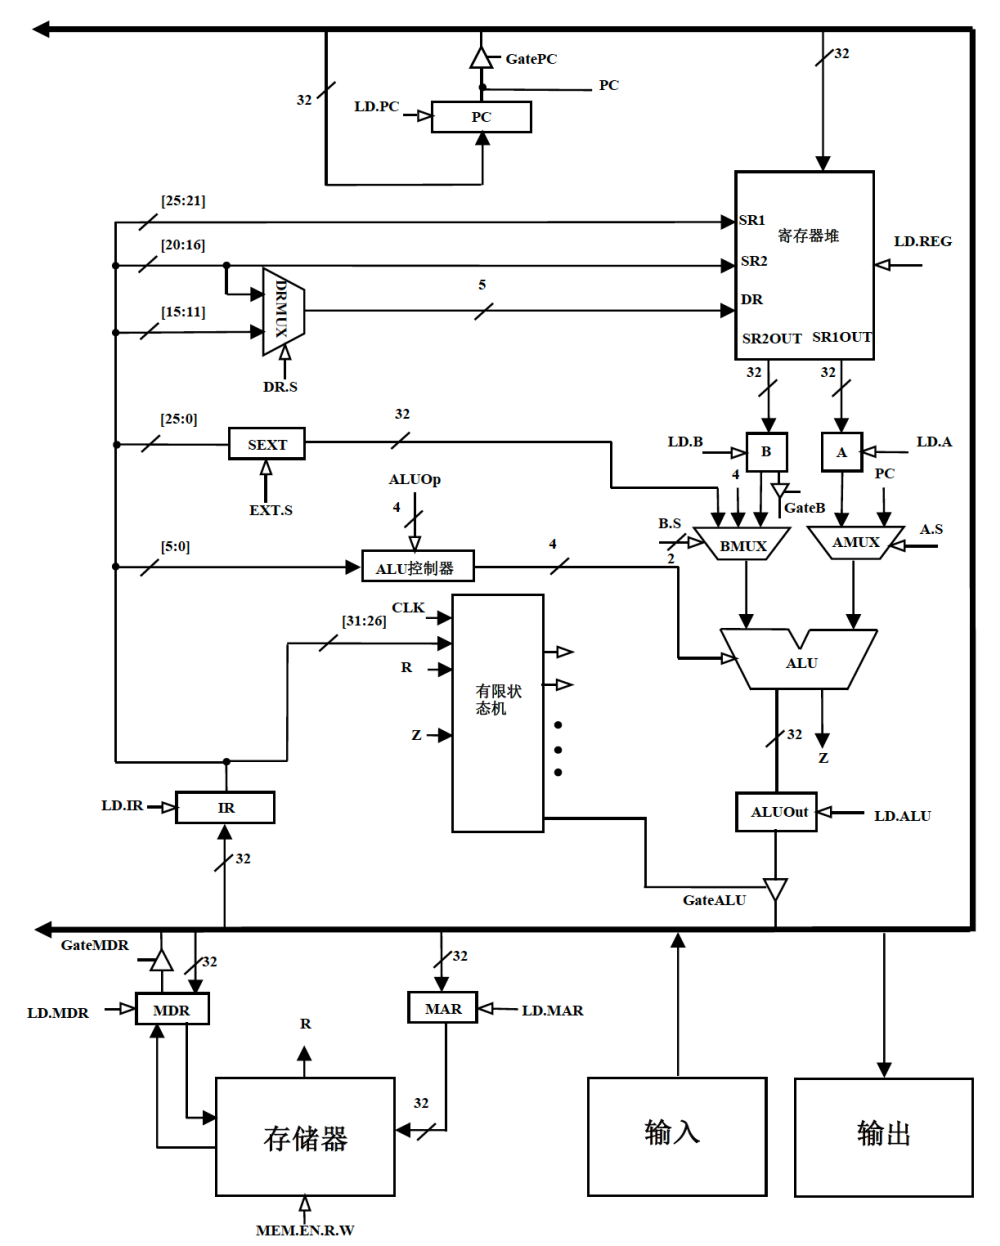 GatePC
32
32
PC
LD.PC
PC
[25:21]
SR1
寄存器堆
LD.REG
[20:16]
SR2
DRMUX
5
DR
[15:11]
SR2OUT
SR1OUT
DR.S
32
32
[25:0]
32
SEXT
LD.B
B
A
LD.A
ALUOp
4
PC
EXT.S
4
GateB
B.S
2
BMUX
AMUX
A.S
[5:0]
ALU控制器
4
CLK
[31:26]
R
有限状
态机
ALU
Z
32
Z
LD.IR
IR
ALUOut
LD.ALU
32
GateALU
GateMDR
32
32
LD.MDR
MDR
MAR
LD.MAR
R
32
存储器
输入
输出
MEM.EN.R.W